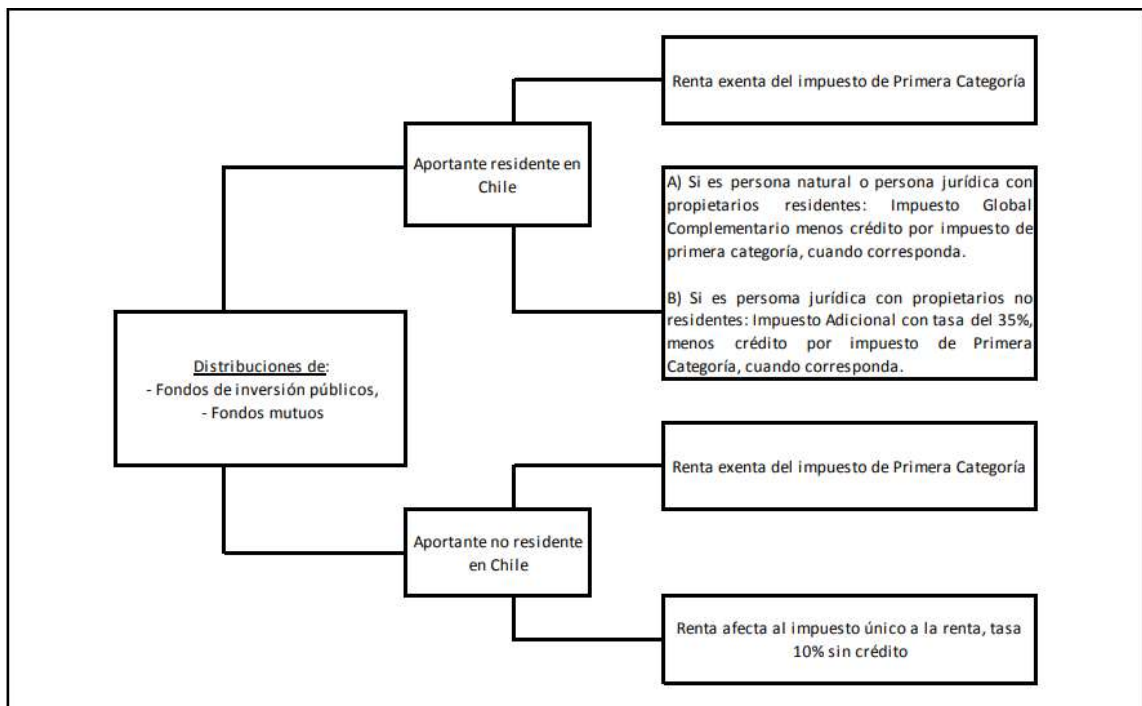 Renta exenta del impuesto de Primera Categoría
Aportante residente en
Chile
A) Si es persona natural o persona jurídica con
propietarios residentes: Impuesto Global
Complementario menos crédito por impuesto de
primera categoría, cuando corresponda.
B) Si es persoma jurídica con propietarios no
residentes: Impuesto Adicional con tasa del 35%,
menos crédito por impuesto de Primera
Categoría, cuando corresponda.
Distribuciones de:
- Fondos de inversión públicos,
- Fondos mutuos
Renta exenta del impuesto de Primera Categoría
Aportante no residente
en Chile
Renta afecta al impuesto único a la renta, tasa
10% sin crédito